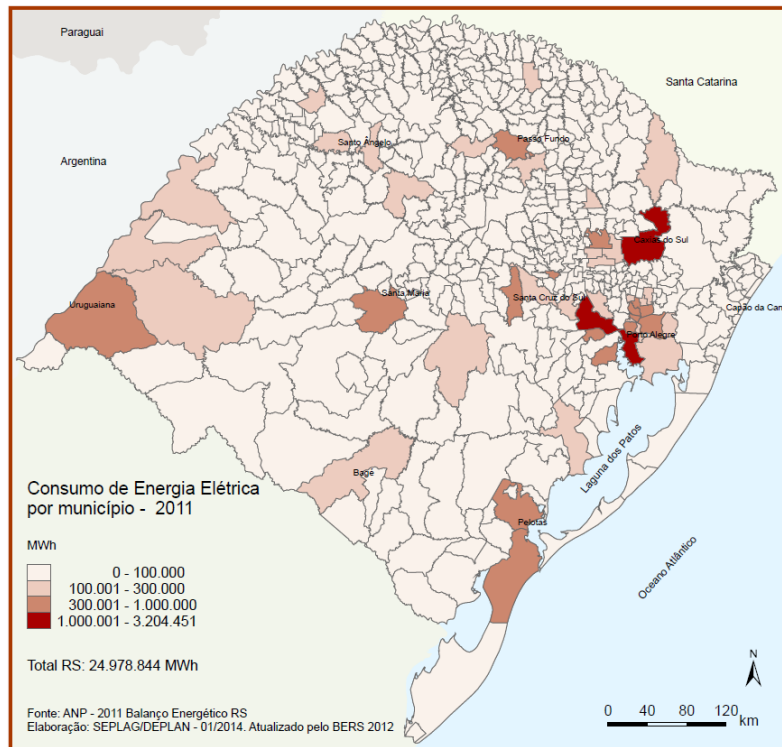 Paraguai
Santa Catarina
Argentina
Santo Ângelo
Passo Fundo
Caxias do Sul
Uruguaiana
Santa Maria
Santa Cruz do Sul
Capão da Can
Porto Alegre
Laguna dos Patos
Bagé
Pelotas
Oceano Atlântico
Consumo de Energia Elétrica
por município - 2011
MWh
0 - 100.000
100.001 - 300.000
300.001 - 1.000.000
1.000.001 - 3.204.451
Total RS: 24.978.844 MWh
N
0 40 80 120
km
Fonte: ANP - 2011 Balanço Energético RS
Elaboração: SEPLAG/DEPLAN - 01/2014. Atualizado pelo BERS 2012